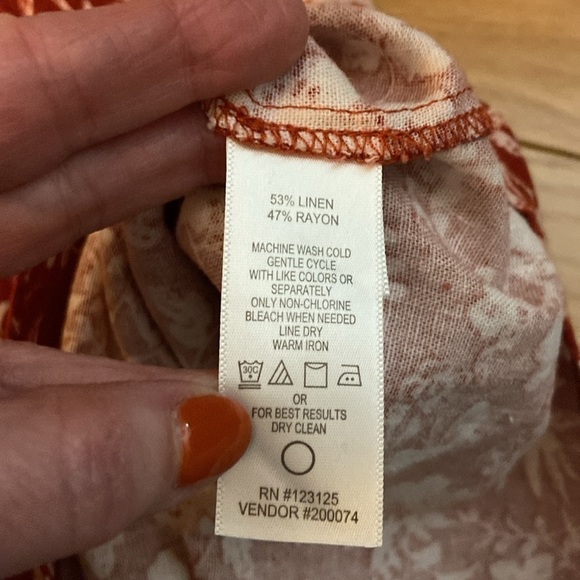 53% LINEN
47% RAYON
MACHINE WASH COLD
GENTLE CYCLE
WITH LIKE COLORS OR
SEPARATELY
ONLY NON-CHLORINE
BLEACH WHEN NEEDED
LINE DRY
WARM IRON
30C
OR
FOR BEST RESULTS
DRY CLEAN
RN #123125
VENDOR #200074